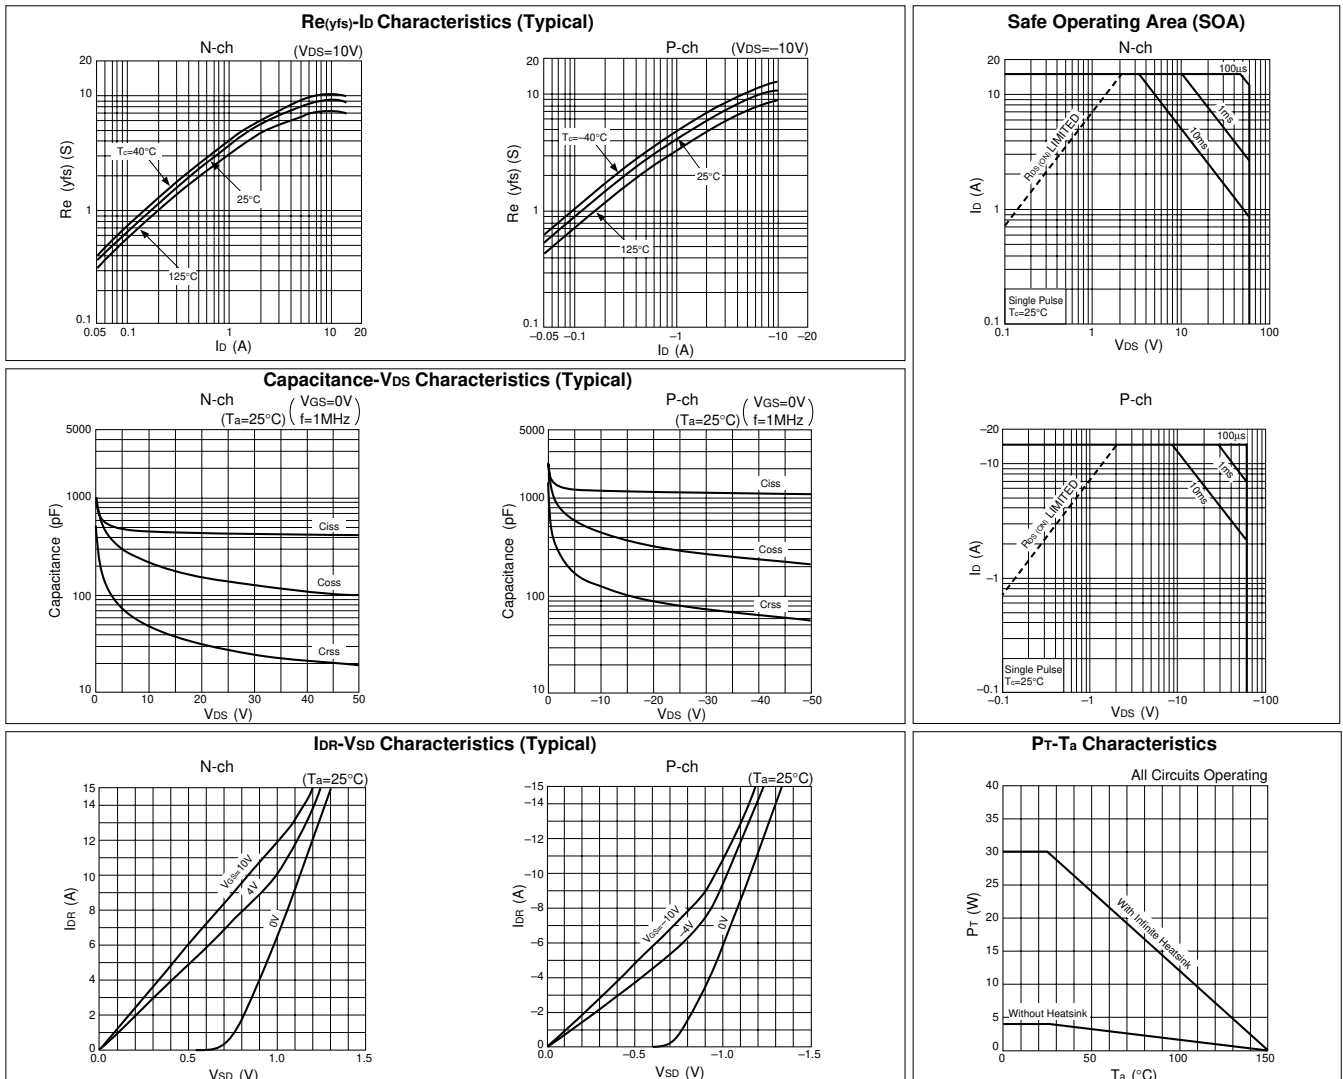 Re(yfs)-ID Characteristics (Typical)
N-ch
(VDS=10V)
20
10
1
0.1
Re (yfs) (S)
Tc=40°C
25°C
125°C
0.05 0.1 1 10 20
ID (A)
P-ch
(VDS=–10V)
20
10
1
0.1
Re (yfs) (S)
Tc=–40°C
25°C
125°C
–0.05 –0.1 –1 –10 –20
ID (A)
Safe Operating Area (SOA)
N-ch
20
10
1
0.1
ID (A)
100µs
1ms
10ms
RDS (ON) LIMITED
Single Pulse
Tc=25°C
0.1 1 10 100
VDS (V)
P-ch
–20
–10
–1
–0.1
ID (A)
100µs
1ms
10ms
RDS (ON) LIMITED
Single Pulse
Tc=25°C
–0.1 –1 –10 –100
VDS (V)
Capacitance-VDS Characteristics (Typical)
N-ch
(Ta=25°C)
(VGS=0V
f=1MHz)
5000
1000
100
10
Capacitance (pF)
Ciss
Coss
Crss
0 10 20 30 40 50
VDS (V)
P-ch
(Ta=25°C)
(VGS=0V
f=1MHz)
5000
1000
100
10
Capacitance (pF)
Ciss
Coss
Crss
0 –10 –20 –30 –40 –50
VDS (V)
IDR-VSD Characteristics (Typical)
N-ch
(Ta=25°C)
15
14
12
10
8
6
4
2
0
IDR (A)
VGS=10V
4V
0V
0.0 0.5 1.0 1.5
VSD (V)
P-ch
(Ta=25°C)
–15
–14
–12
–10
–8
–6
–4
–2
0
IDR (A)
VGS=–10V
–4V
0V
0.0 –0.5 –1.0 –1.5
VSD (V)
PT-Ta Characteristics
All Circuits Operating
40
35
30
25
20
15
10
5
0
PT (W)
With Infinite Heatsink
Without Heatsink
0 50 100 150
Ta (°C)